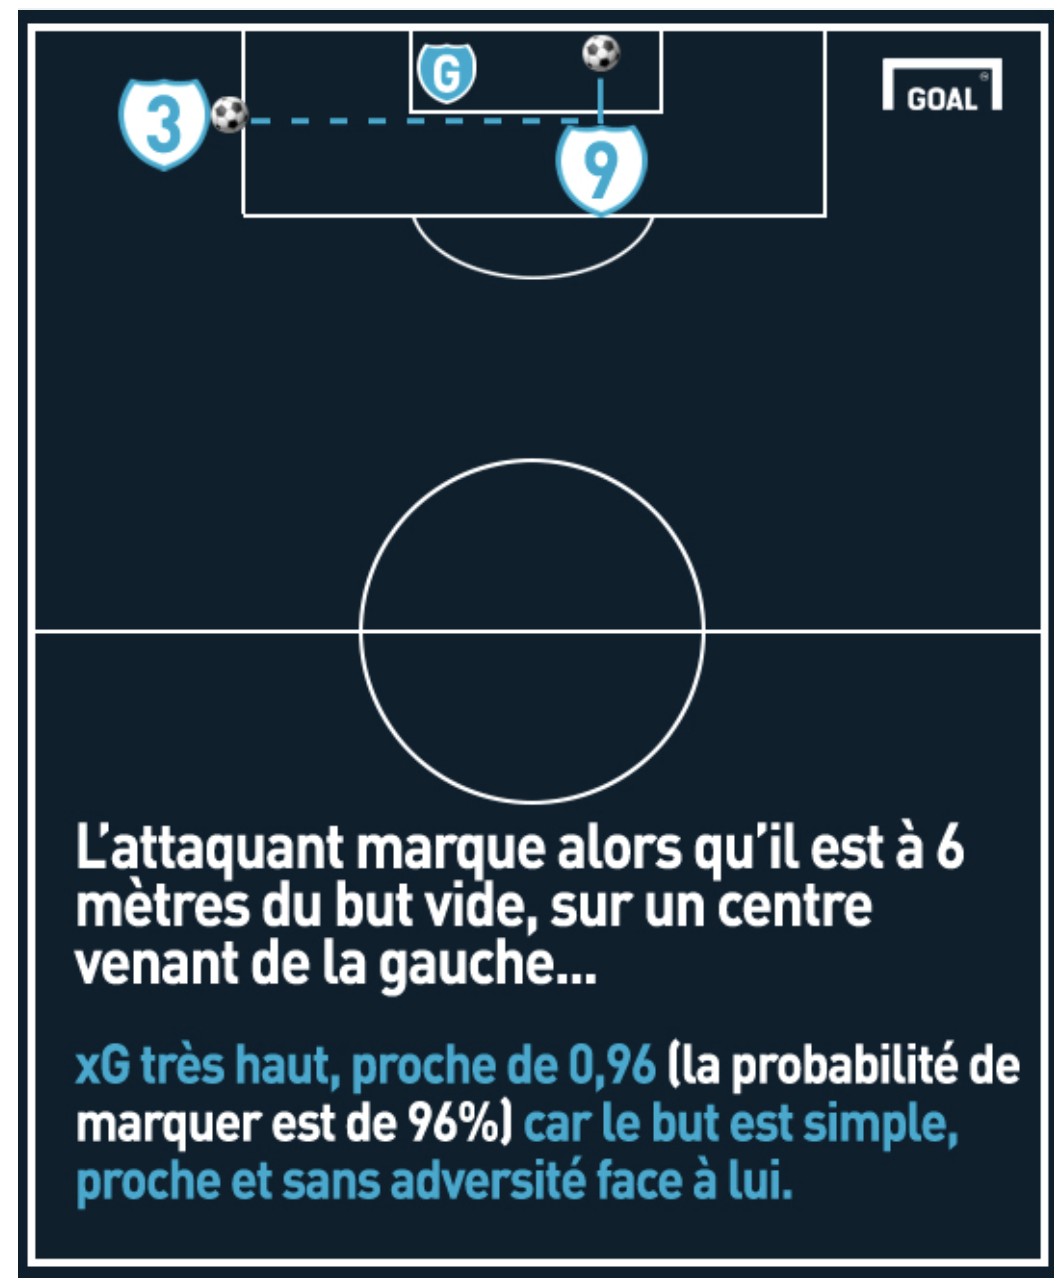 G
3
9
GOAL
L'attaquant marque alors qu'il est à 6
mètres du but vide, sur un centre
venant de la gauche...
xG très haut, proche de 0,96 (la probabilité de
marquer est de 96%) car le but est simple,
proche et sans adversité face à lui.